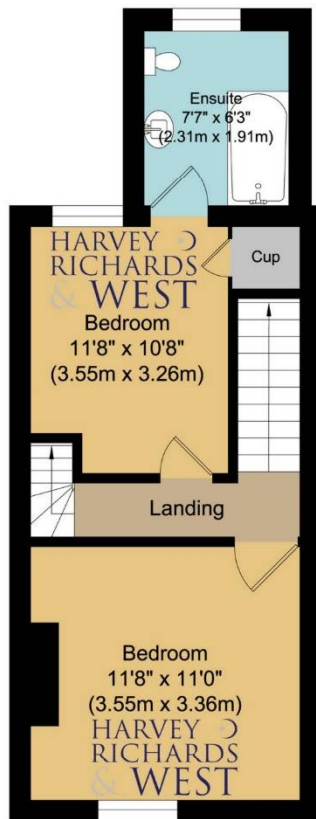 Ensuite
7'7" x 6'3"
(2.31m x 1.91m)
HARVEY
RICHARDS
& WEST
Cup
Bedroom
11'8" x 10'8"
(3.55m x 3.26m)
Landing
Bedroom
11'8" x 11'0"
(3.55m x 3.36m)
HARVEY
RICHARDS
& WEST